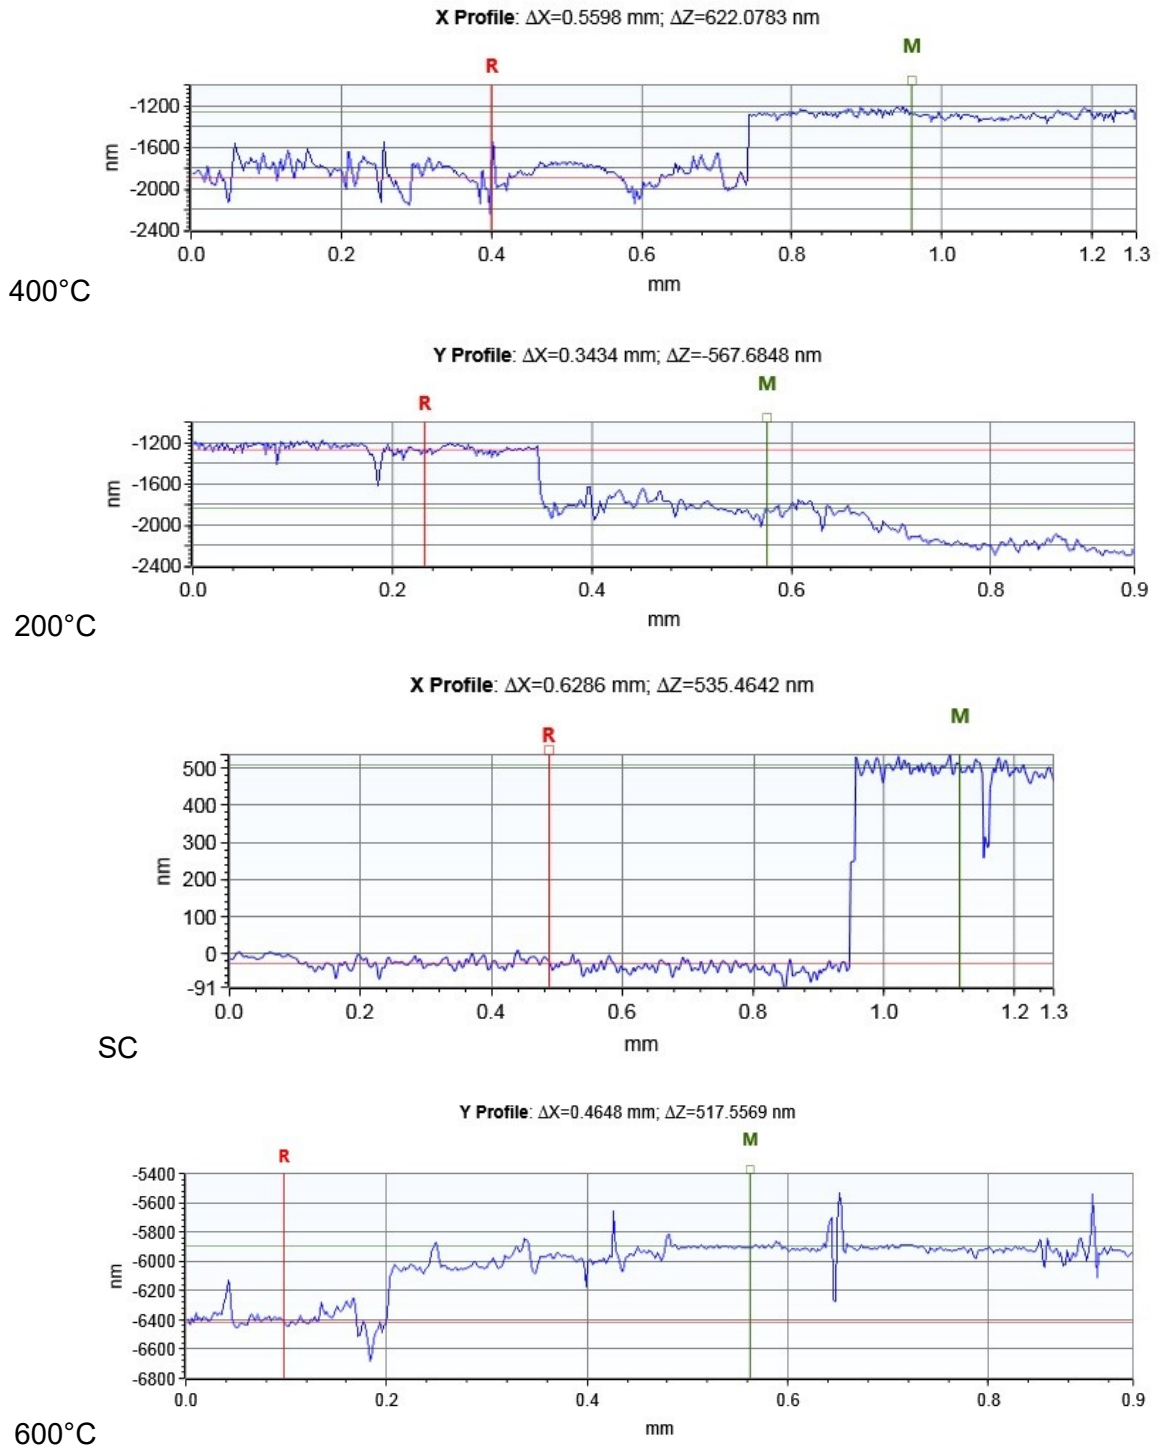 X Profile: ΔX=0.5598 mm; ΔZ=622.0783 nm
M
R
-1200
-1600
-2000
-2400
nm
0.0 0.2 0.4 0.6 0.8 1.0 1.2 1.3
mm
400°C
Y Profile: ΔX=0.3434 mm; ΔZ=-567.6848 nm
M
R
-1200
-1600
-2000
-2400
nm
0.0 0.2 0.4 0.6 0.8 0.9
mm
200°C
X Profile: ΔX=0.6286 mm; ΔZ=535.4642 nm
M
R
500
400
300
200
100
0
-91
nm
0.0 0.2 0.4 0.6 0.8 1.0 1.2 1.3
mm
SC
Y Profile: ΔX=0.4648 mm; ΔZ=517.5569 nm
M
R
-5400
-5600
-5800
-6000
-6200
-6400
-6600
-6800
nm
0.0 0.2 0.4 0.6 0.8 0.9
mm
600°C